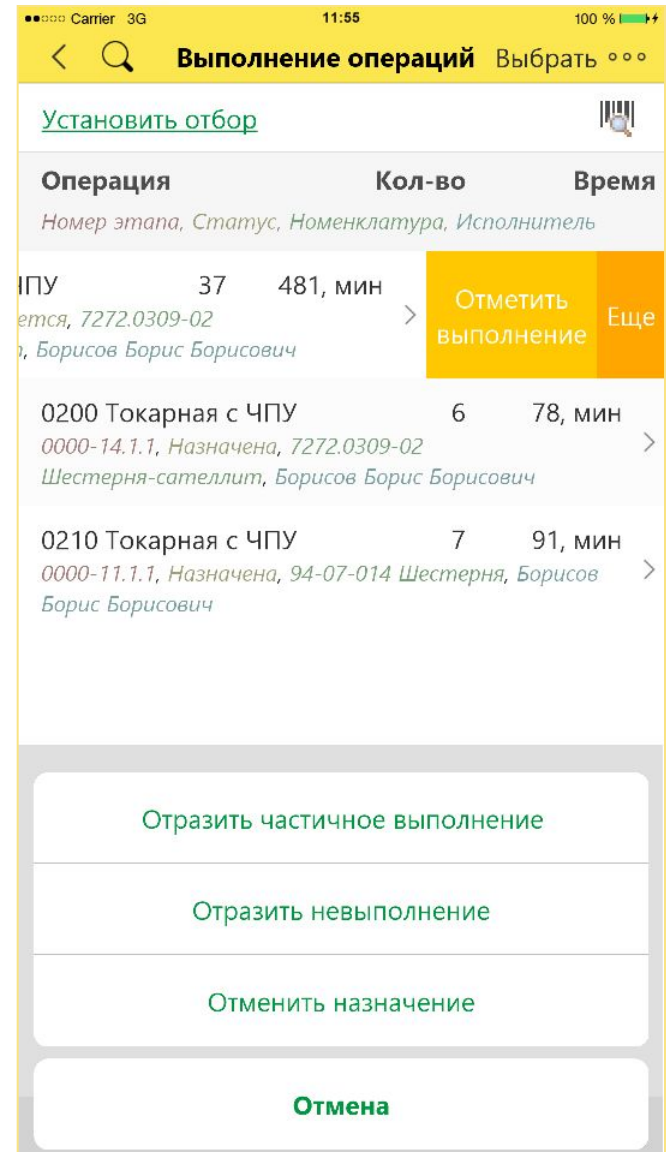 Carrier 3G 11:55 100 %
Выполнение операций Выбрать
Установить отбор
Операция Кол-во Время
Номер этапа, Статус, Номенклатура, Исполнитель
ЧПУ 37 481, мин
ется, 7272.0309-02
, Борисов Борис Борисович
Отметить
выполнение
Еще
0200 Токарная с ЧПУ 6 78, мин
0000-14.1.1, Назначена, 7272.0309-02
Шестерня-сателлит, Борисов Борис Борисович
0210 Токарная с ЧПУ 7 91, мин
0000-11.1.1, Назначена, 94-07-014 Шестерня, Борисов
Борис Борисович
Отразить частичное выполнение
Отразить невыполнение
Отменить назначение
Отмена